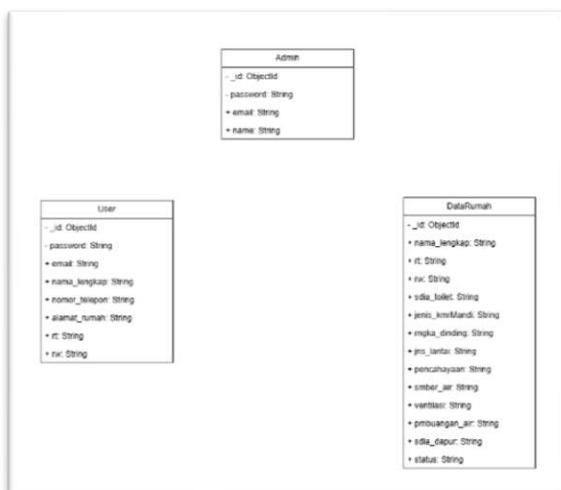 Admin
- _id: ObjectId
- password: String
+ email: String
+ name: String
User
- _id: ObjectId
- password: String
+ email: String
+ nama_lengkap: String
+ nomor_telepon: String
+ alamat_rumah: String
+ rt: String
+ rw: String
DataRumah
- _id: ObjectId
+ nama_lengkap: String
+ rt: String
+ rw: String
+ sdia_toilet: String
+ jenis_kmrMandi: String
+ rngka_dinding: String
+ jns_lantai: String
+ pencahayaan: String
+ smber_air: String
+ ventilasi: String
+ pmbuangan_air: String
+ sdia_dapur: String
+ status: String